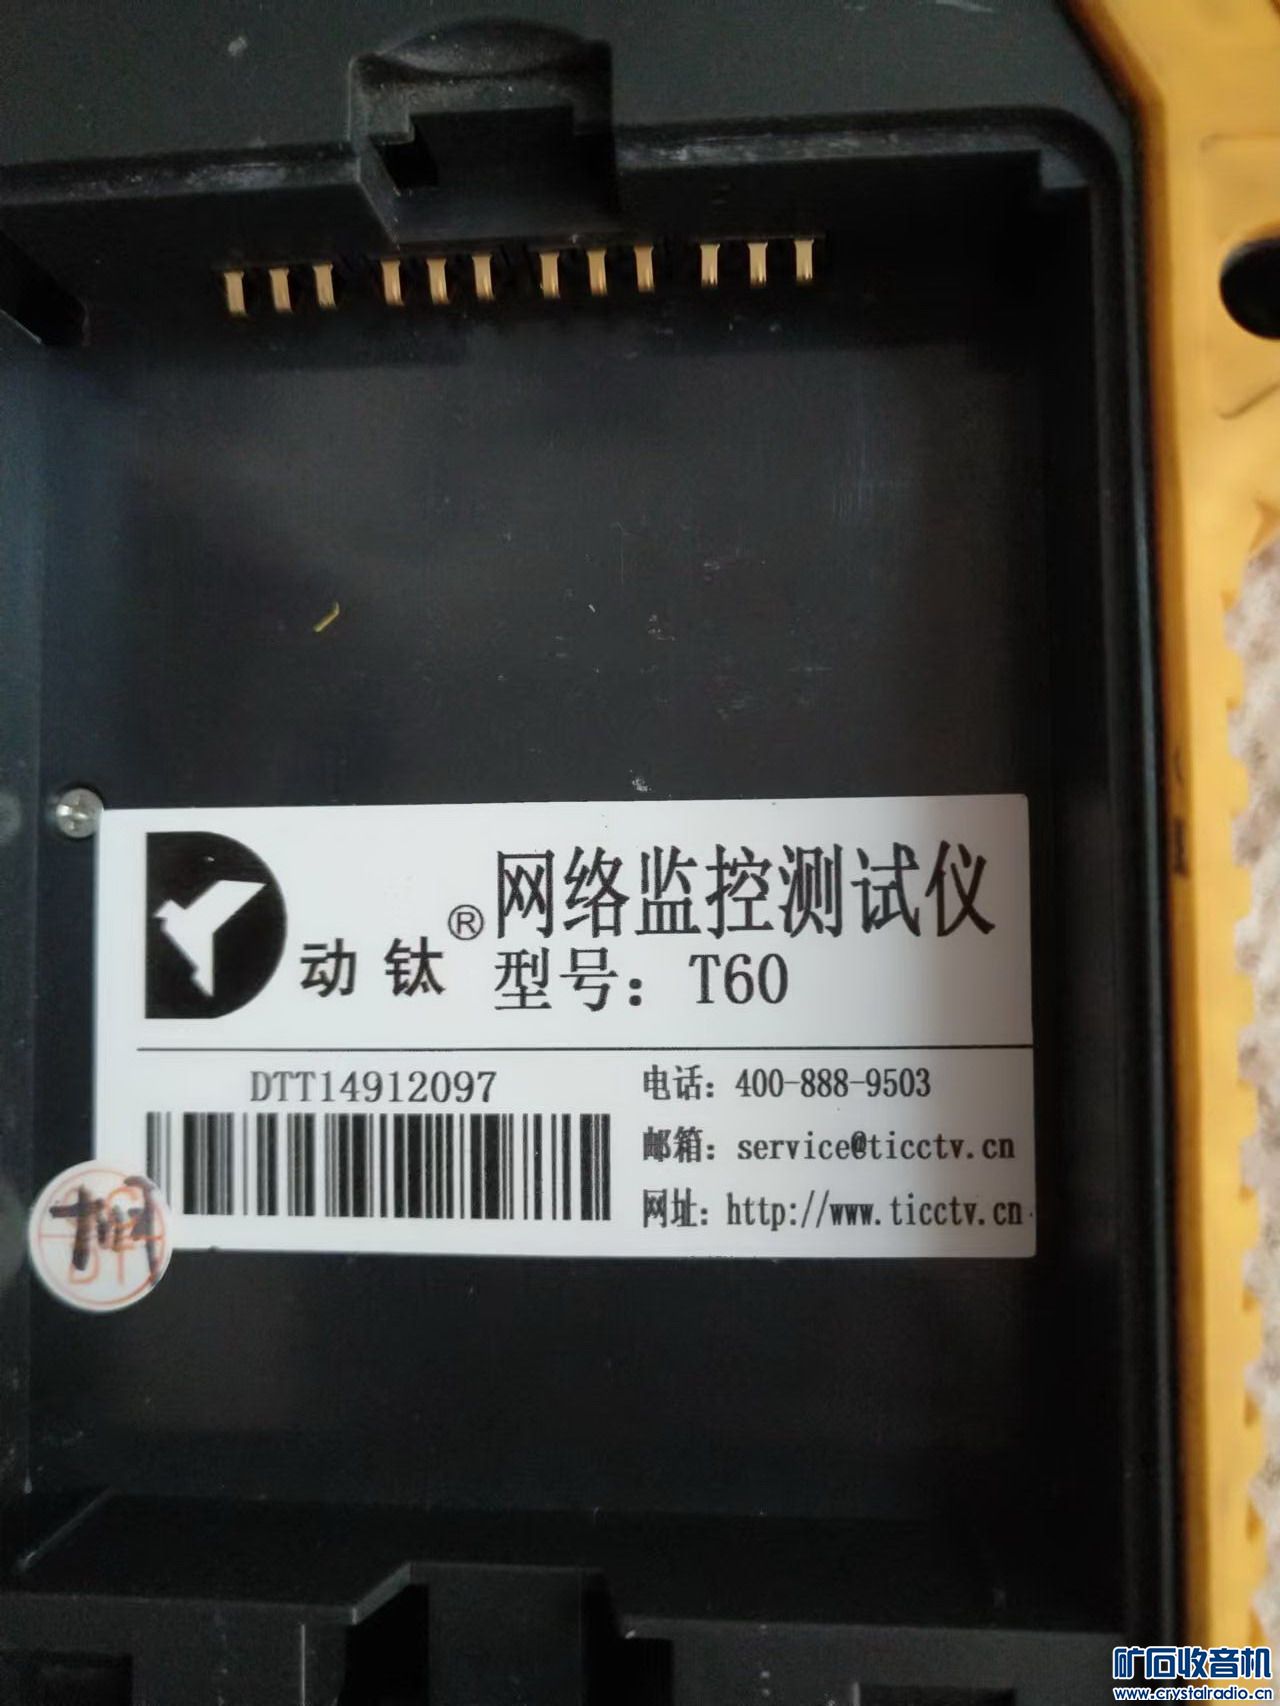 网络监控测试仪
动钛®
型号：T60
DTT14912097
电话：400-888-9503
邮箱：service@ticctv.cn
网址：http://www.ticctv.cn
矿石收音机
www.crystalradio.cn